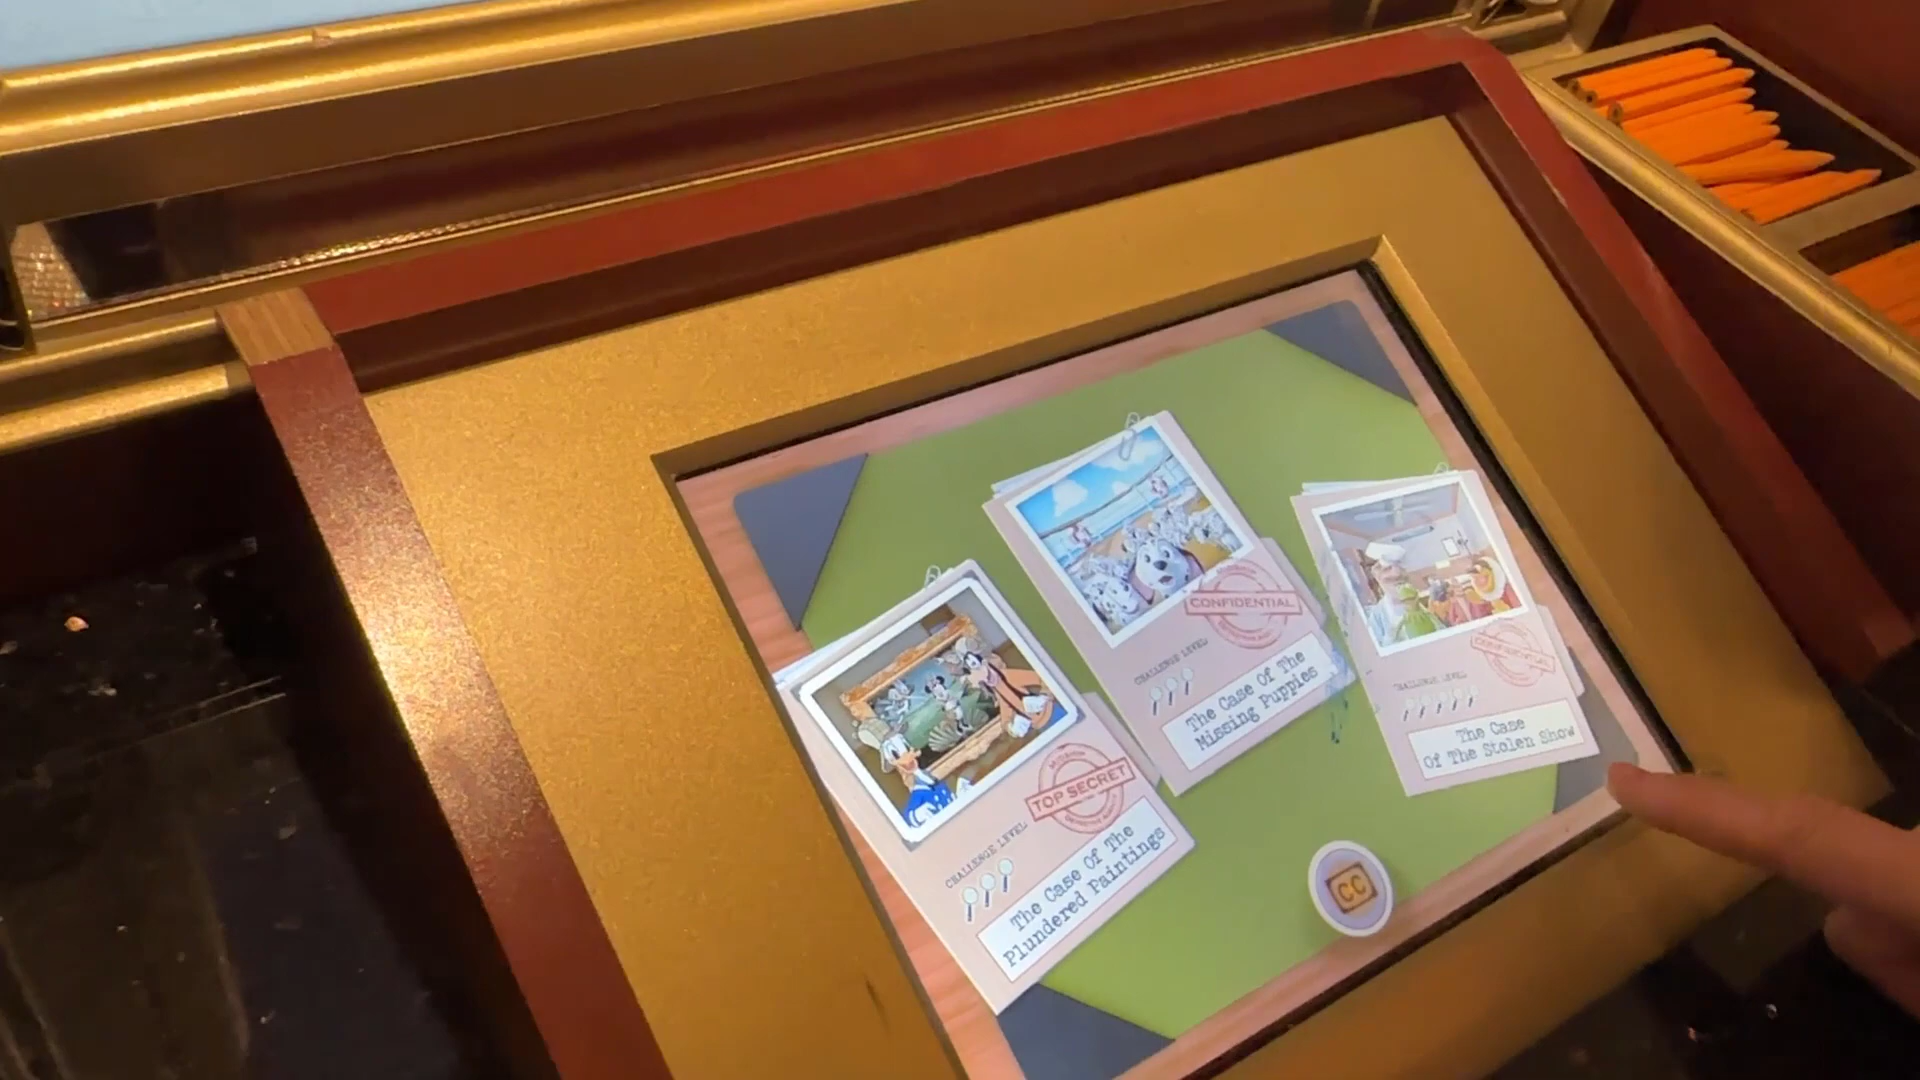 TOP SECRET
CHALLENGE LEVEL
The Case Of The
Plundered Paintings
CONFIDENTIAL
CHALLENGE LEVEL
The Case Of The
Missing Puppies
CONFIDENTIAL
CHALLENGE LEVEL
The Case
Of The Stolen Show
CC